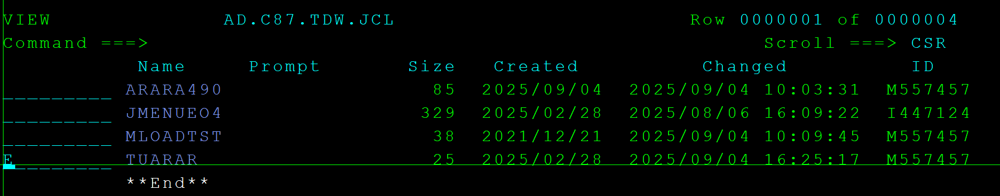 VIEW AD.C87.TDW.JCL Row 0000001 of 0000004
Command ===> Scroll ===> CSR
Name Prompt Size Created Changed ID
_________ ARARA490 85 2025/09/04 2025/09/04 10:03:31 M557457
_________ JMENUEO4 329 2025/02/28 2025/08/06 16:09:22 I447124
_________ MLOADTST 38 2021/12/21 2025/09/04 10:09:45 M557457
E________ TUARAR 25 2025/02/28 2025/09/04 16:25:17 M557457
**End**